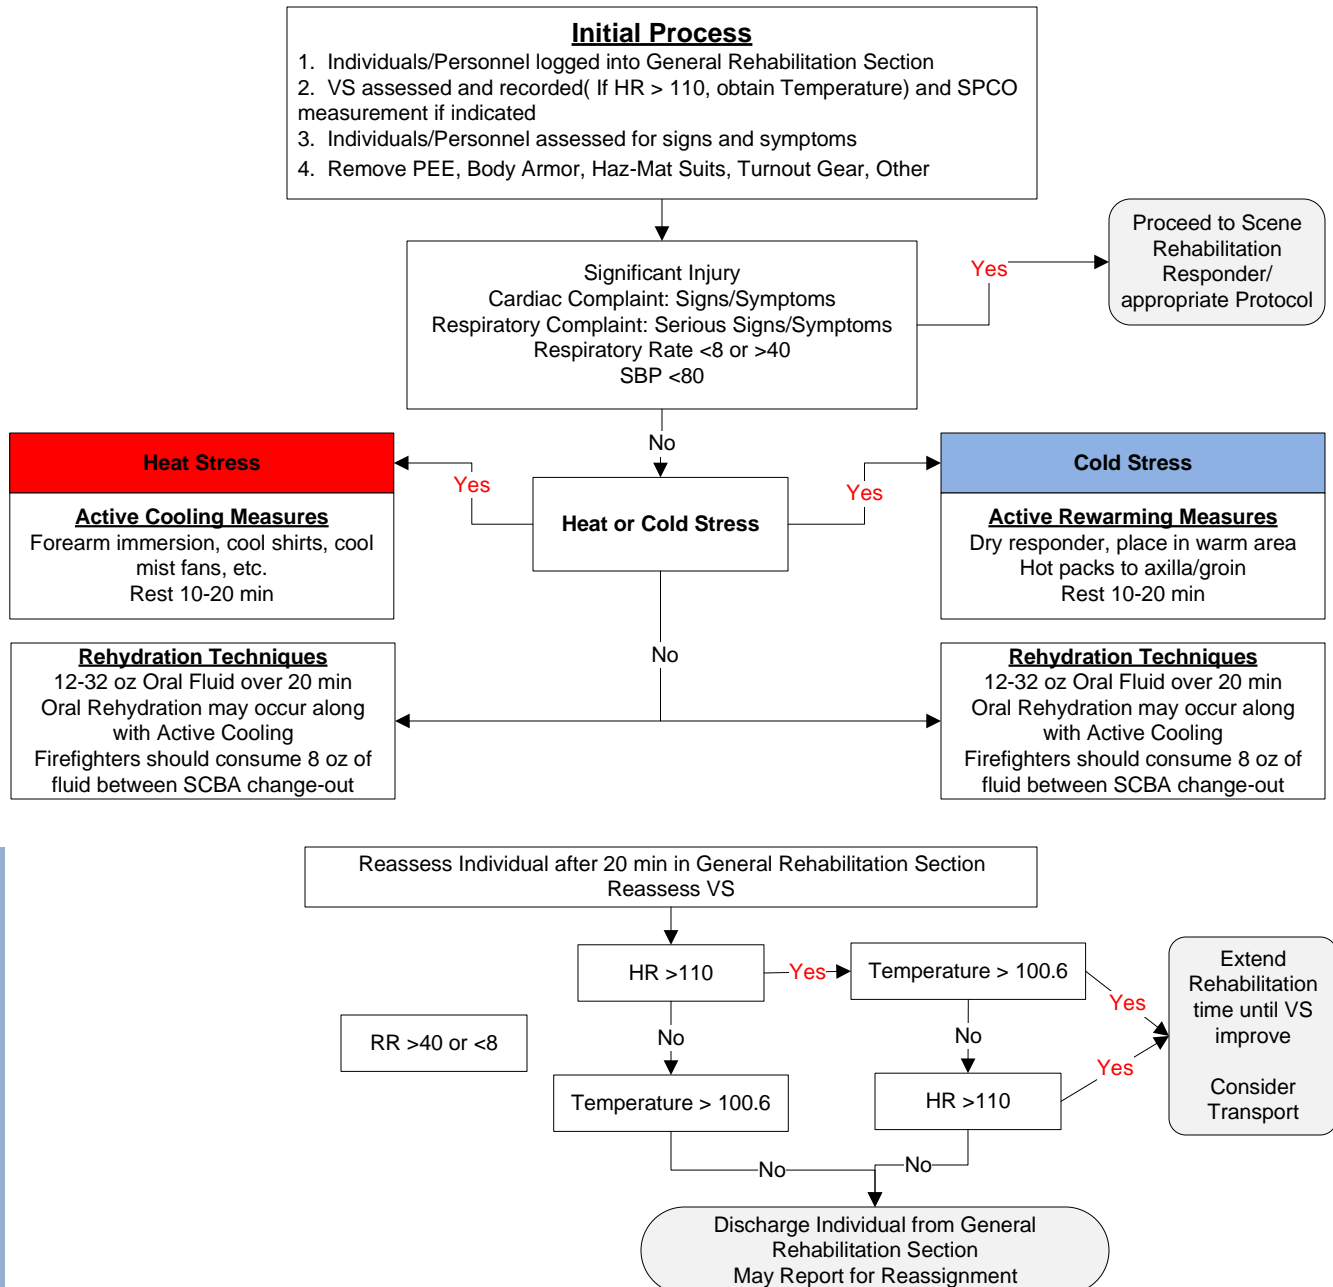 Initial Process
1. Individuals/Personnel logged into General Rehabilitation Section
2. VS assessed and recorded( If HR > 110, obtain Temperature) and SPCO
measurement if indicated
3. Individuals/Personnel assessed for signs and symptoms
4. Remove PEE, Body Armor, Haz-Mat Suits, Turnout Gear, Other
Proceed to Scene
Rehabilitation
Responder/
appropriate Protocol
Yes
Significant Injury
Cardiac Complaint: Signs/Symptoms
Respiratory Complaint: Serious Signs/Symptoms
Respiratory Rate <8 or >40
SBP <80
No
Heat Stress
Yes
Heat or Cold Stress
Yes
Cold Stress
Active Cooling Measures
Forearm immersion, cool shirts, cool
mist fans, etc.
Rest 10-20 min
Active Rewarming Measures
Dry responder, place in warm area
Hot packs to axilla/groin
Rest 10-20 min
No
Rehydration Techniques
12-32 oz Oral Fluid over 20 min
Oral Rehydration may occur along
with Active Cooling
Firefighters should consume 8 oz of
fluid between SCBA change-out
Rehydration Techniques
12-32 oz Oral Fluid over 20 min
Oral Rehydration may occur along
with Active Cooling
Firefighters should consume 8 oz of
fluid between SCBA change-out
Reassess Individual after 20 min in General Rehabilitation Section
Reassess VS
HR >110
Yes
Temperature > 100.6
Yes
Extend
Rehabilitation
time until VS
improve
Consider
Transport
RR >40 or <8
No
No
Temperature > 100.6
HR >110
Yes
No
No
Discharge Individual from General
Rehabilitation Section
May Report for Reassignment